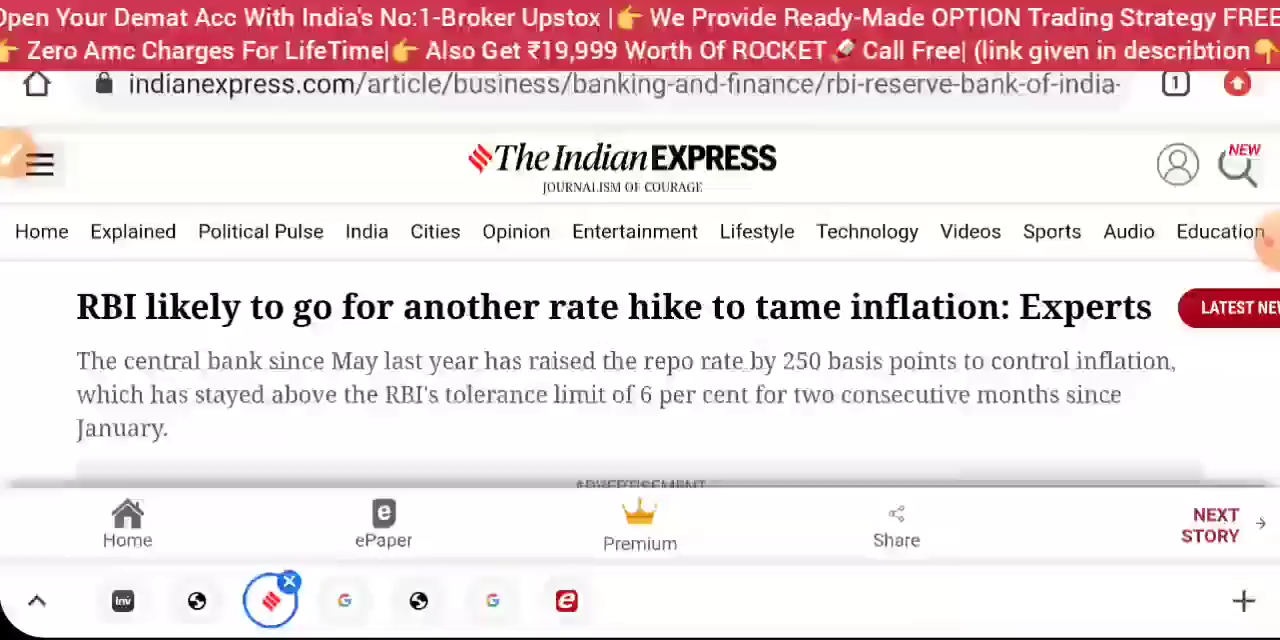 Open Your Demat Acc With India's No:1-Broker Upstox |👉 We Provide Ready-Made OPTION Trading Strategy FREE
👉 Zero Amc Charges For LifeTime|👉 Also Get ₹19,999 Worth Of ROCKET🚀 Call Free| (link given in describtion👇
indianexpress.com/article/business/banking-and-finance/rbi-reserve-bank-of-india-
1
The Indian EXPRESS
JOURNALISM OF COURAGE
NEW
Home Explained Political Pulse India Cities Opinion Entertainment Lifestyle Technology Videos Sports Audio Education
RBI likely to go for another rate hike to tame inflation: Experts
LATEST NEW
The central bank since May last year has raised the repo rate by 250 basis points to control inflation,
which has stayed above the RBI's tolerance limit of 6 per cent for two consecutive months since
January.
ADVERTISEMENT
Home ePaper Premium Share
NEXT
STORY
Inv